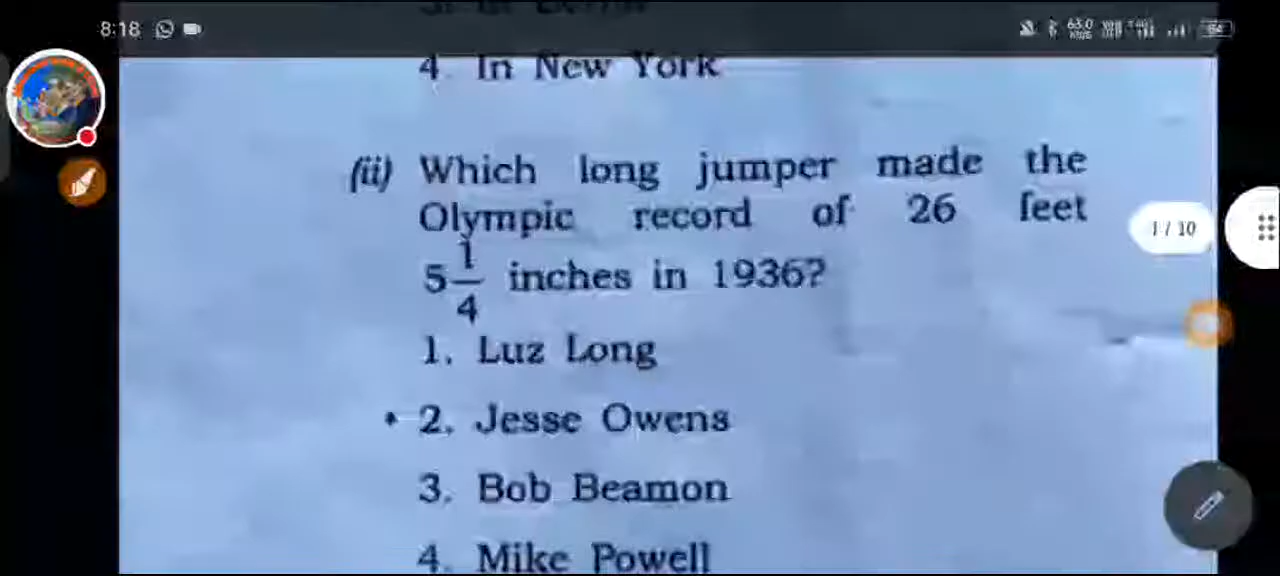 8:18
4. In New York
(ii) Which long jumper made the
Olympic record of 26 feet
5 1/4 inches in 1936?
1 / 10
1. Luz Long
2. Jesse Owens
3. Bob Beamon
4. Mike Powell